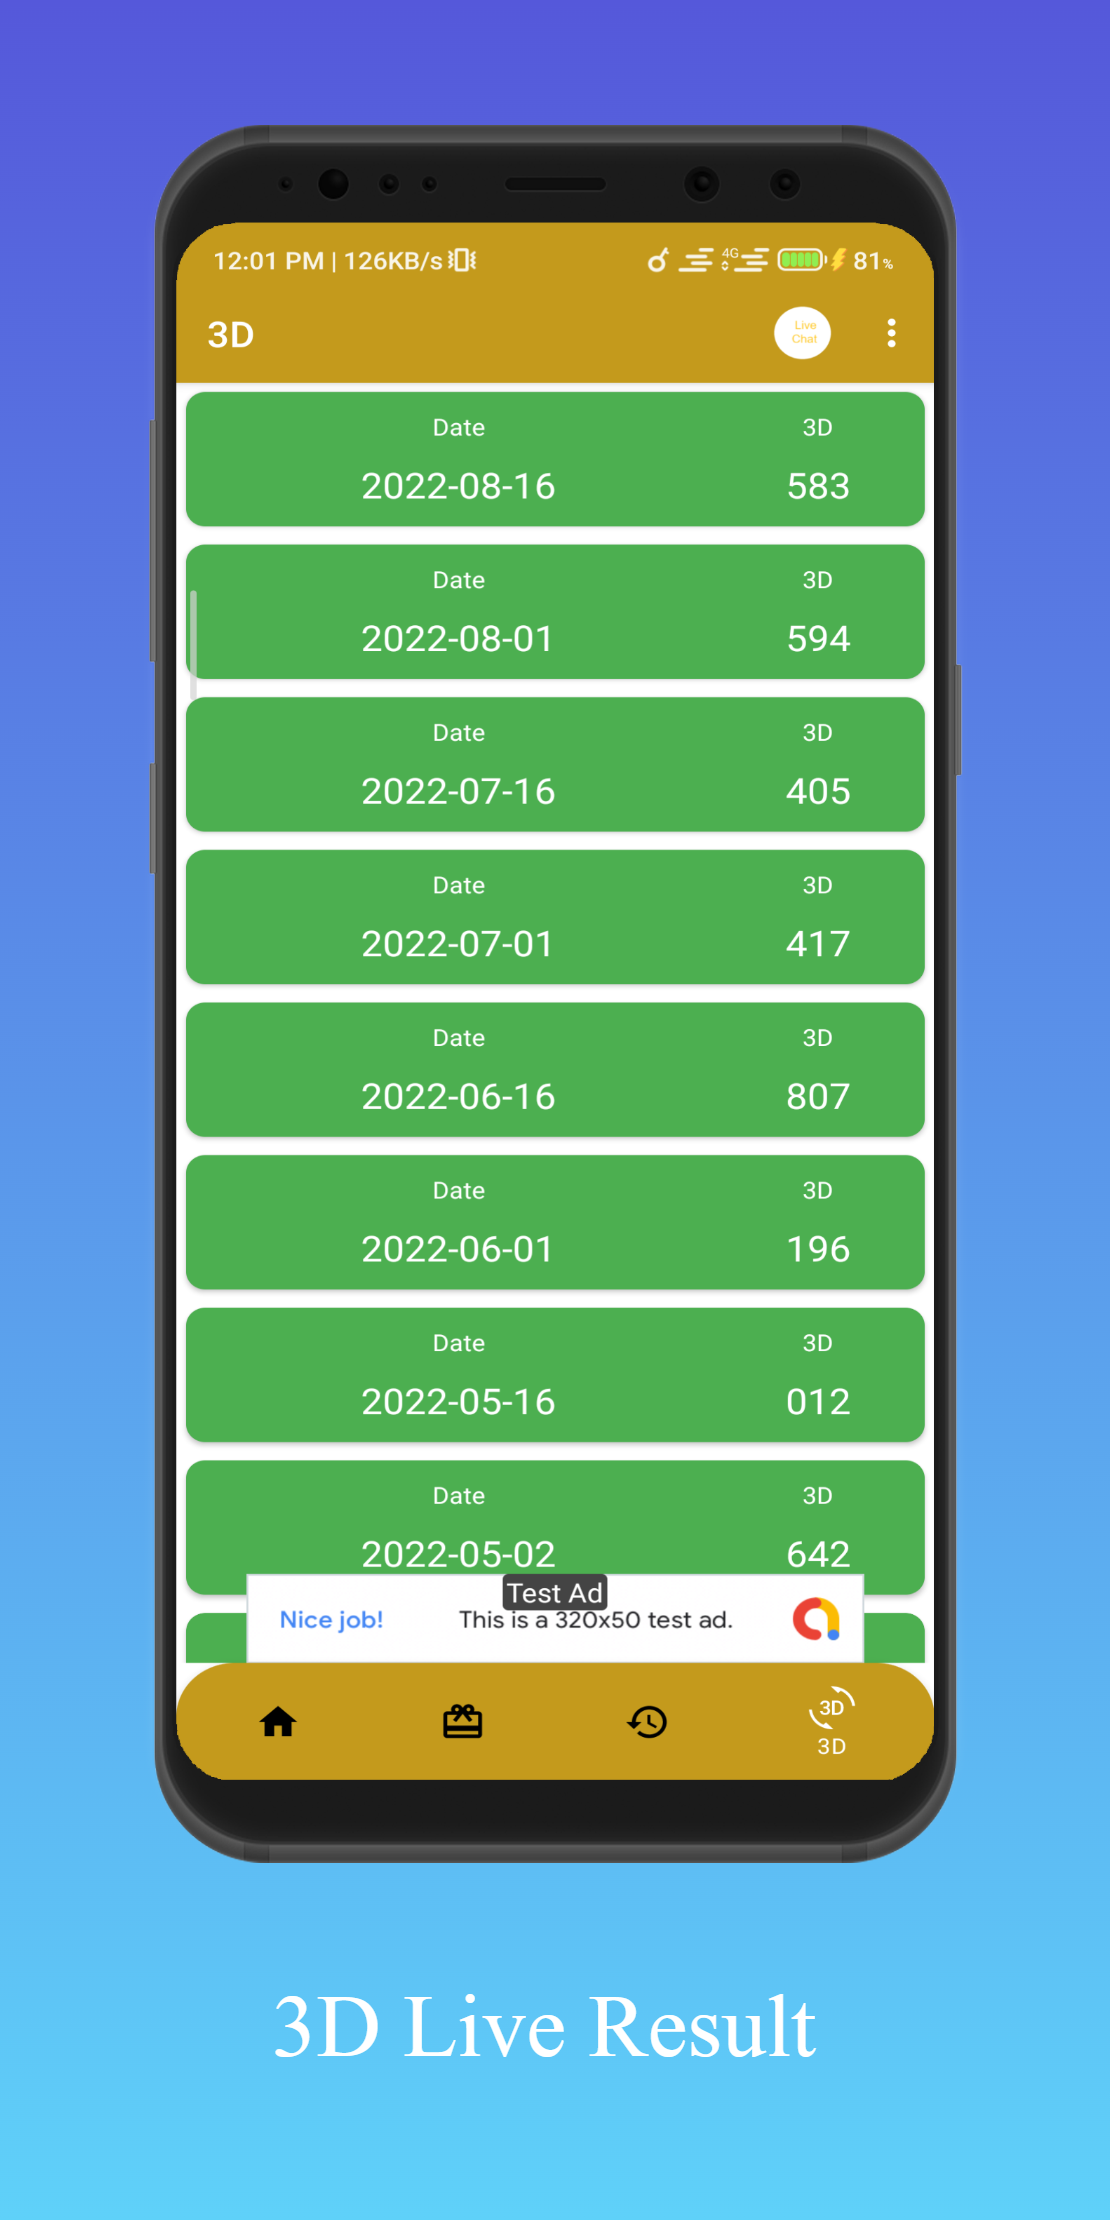 12:01 PM | 126KB/s
4G
81%
3D
Live
Chat
Date 3D
2022-08-16 583
Date 3D
2022-08-01 594
Date 3D
2022-07-16 405
Date 3D
2022-07-01 417
Date 3D
2022-06-16 807
Date 3D
2022-06-01 196
Date 3D
2022-05-16 012
Date 3D
2022-05-02 642
Test Ad
Nice job! This is a 320x50 test ad.
3D
3D
3D Live Result